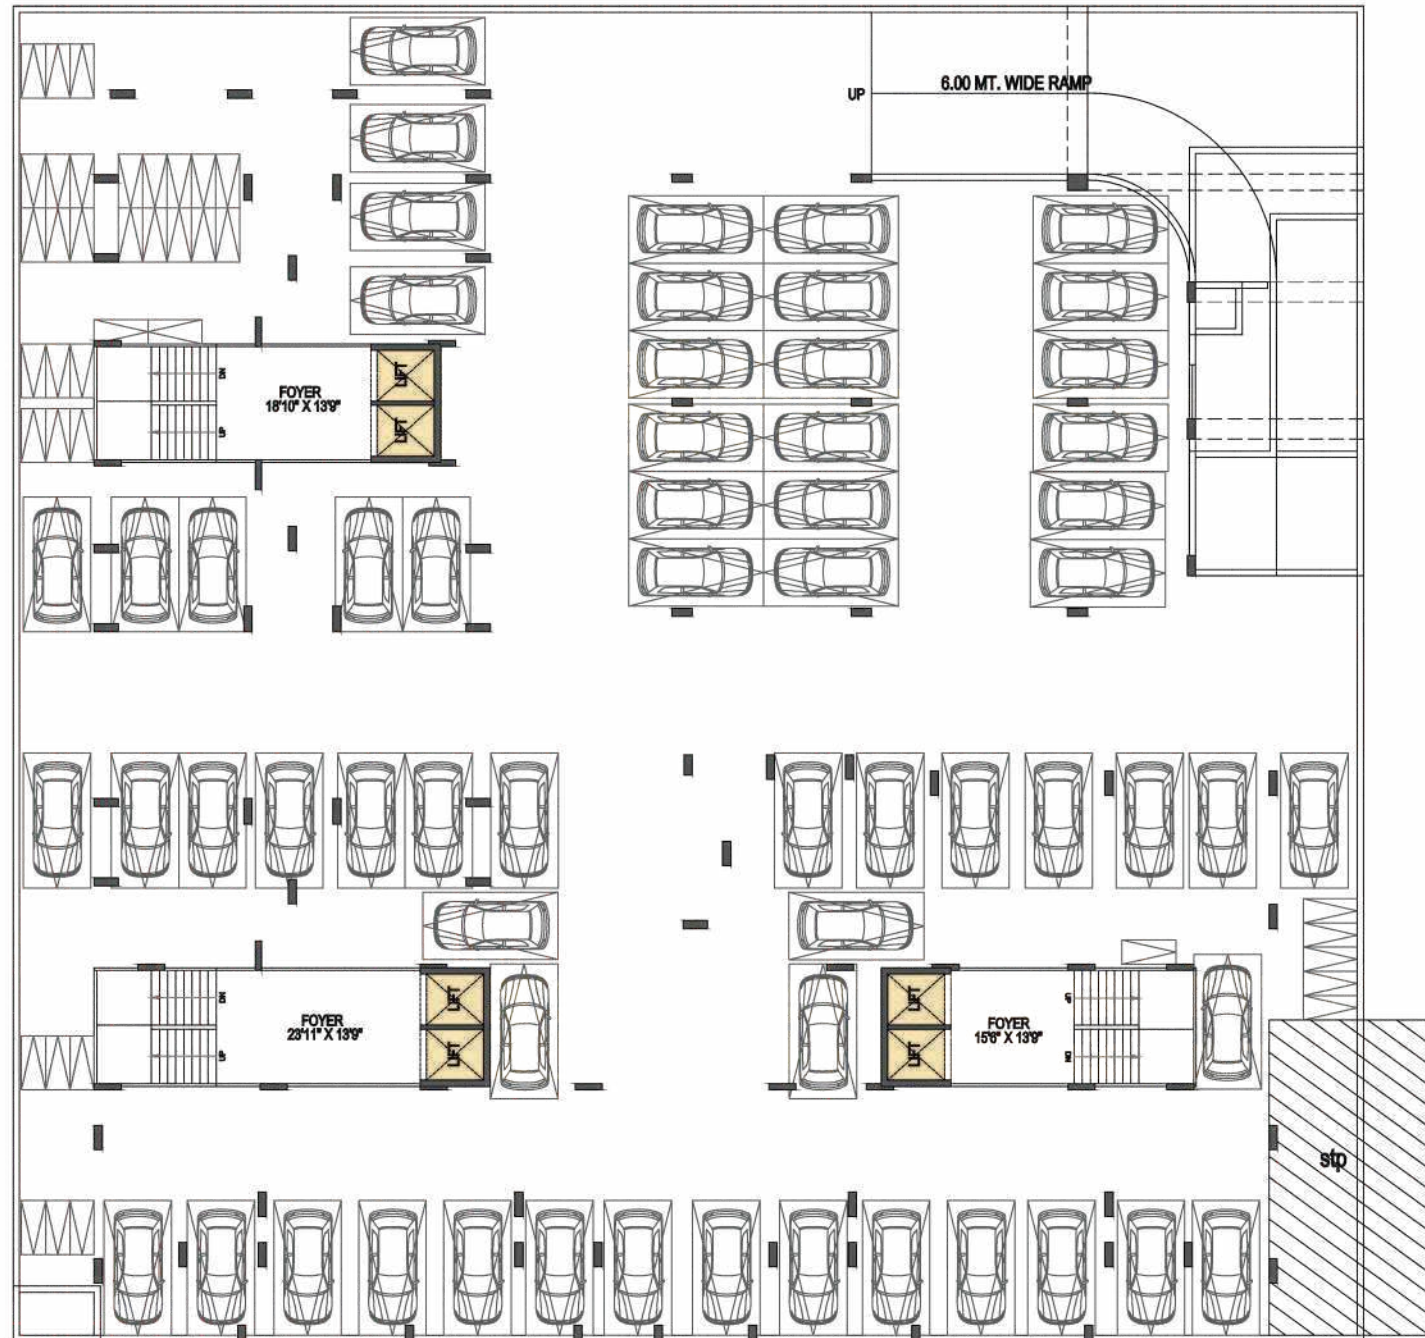 6.00 MT. WIDE RAMP
UP
LIFT
DN
FOYER
18'10" X 13'9"
UP
LIFT
LIFT
DN
UP
FOYER
23'11" X 13'9"
FOYER
15'6" X 13'9"
LIFT
UP
LIFT
LIFT
DN
stp